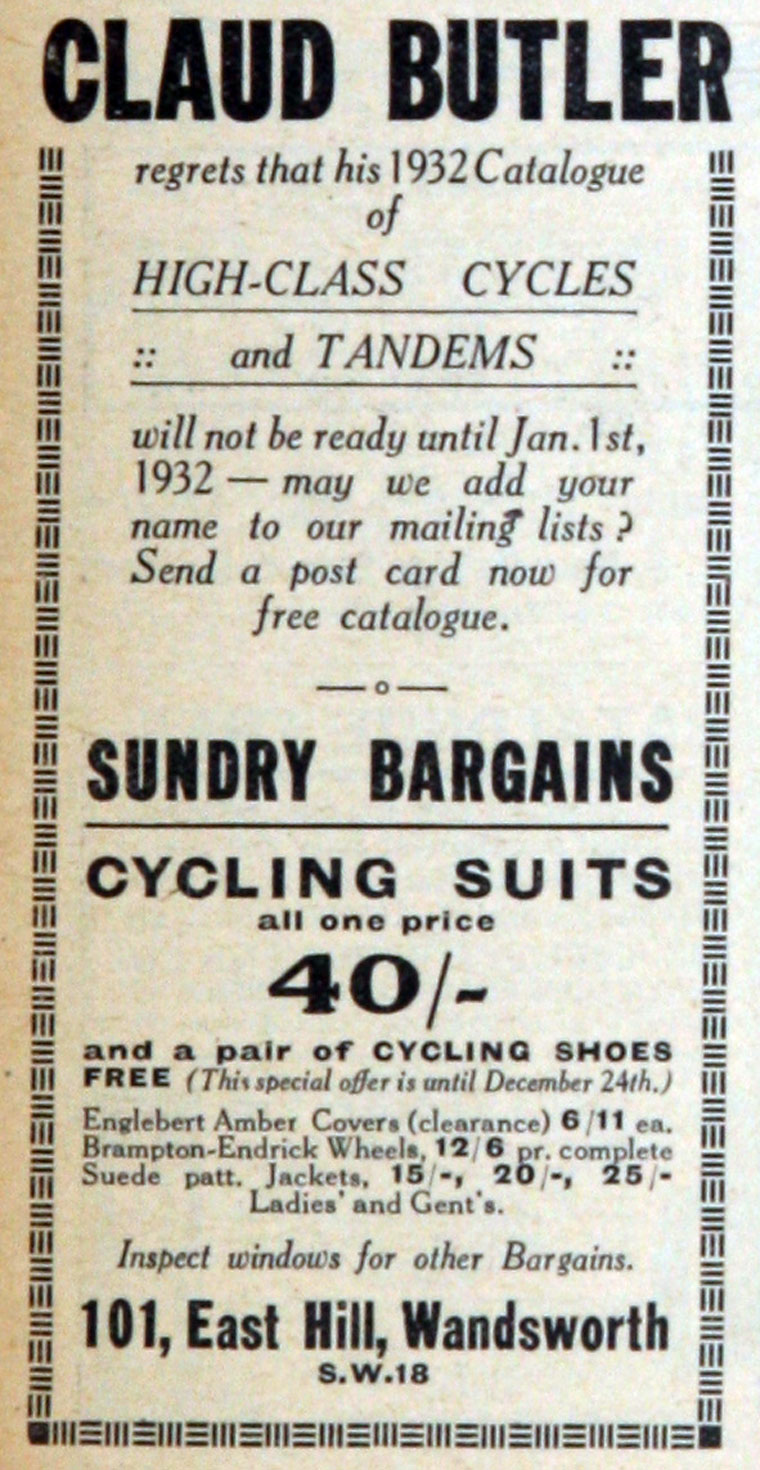 CLAUD BUTLER
regrets that his 1932 Catalogue
of
HIGH-CLASS CYCLES
:: and TANDEMS ::
will not be ready until Jan. 1st,
1932 — may we add your
name to our mailing lists ?
Send a post card now for
free catalogue.
—o—
SUNDRY BARGAINS
CYCLING SUITS
all one price
40/-
and a pair of CYCLING SHOES
FREE (This special offer is until December 24th.)
Englebert Amber Covers (clearance) 6/11 ea.
Brampton-Endrick Wheels, 12/6 pr. complete
Suede patt. Jackets, 15/-, 20/-, 25/-
Ladies' and Gent's.
Inspect windows for other Bargains.
101, East Hill, Wandsworth
S.W.18